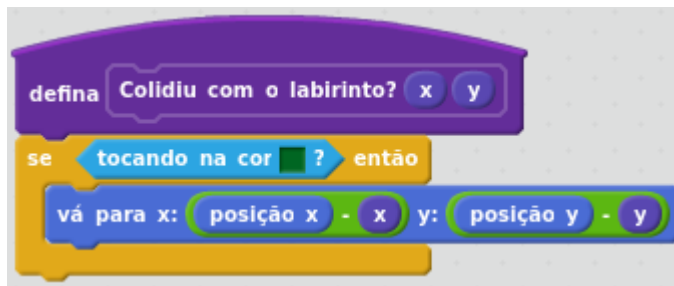 defina Colidiu com o labirinto? x y
se tocando na cor ? então
vá para x: posição x - x y: posição y - y